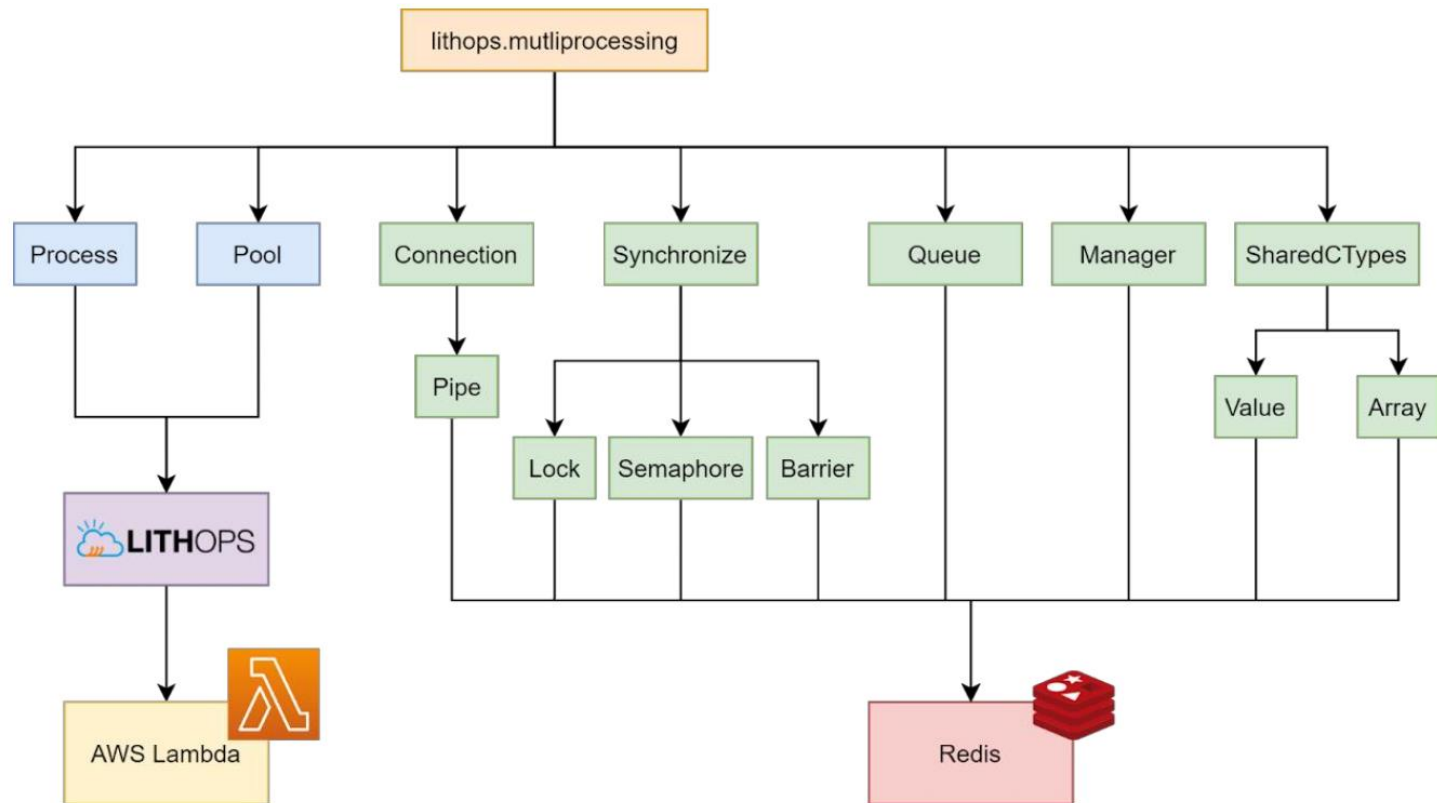 lithops.mutliprocessing
Process
Pool
Connection
Synchronize
Queue
Manager
SharedCTypes
Pipe
Value
Array
Lock
Semaphore
Barrier
LITHOPS
AWS Lambda
Redis